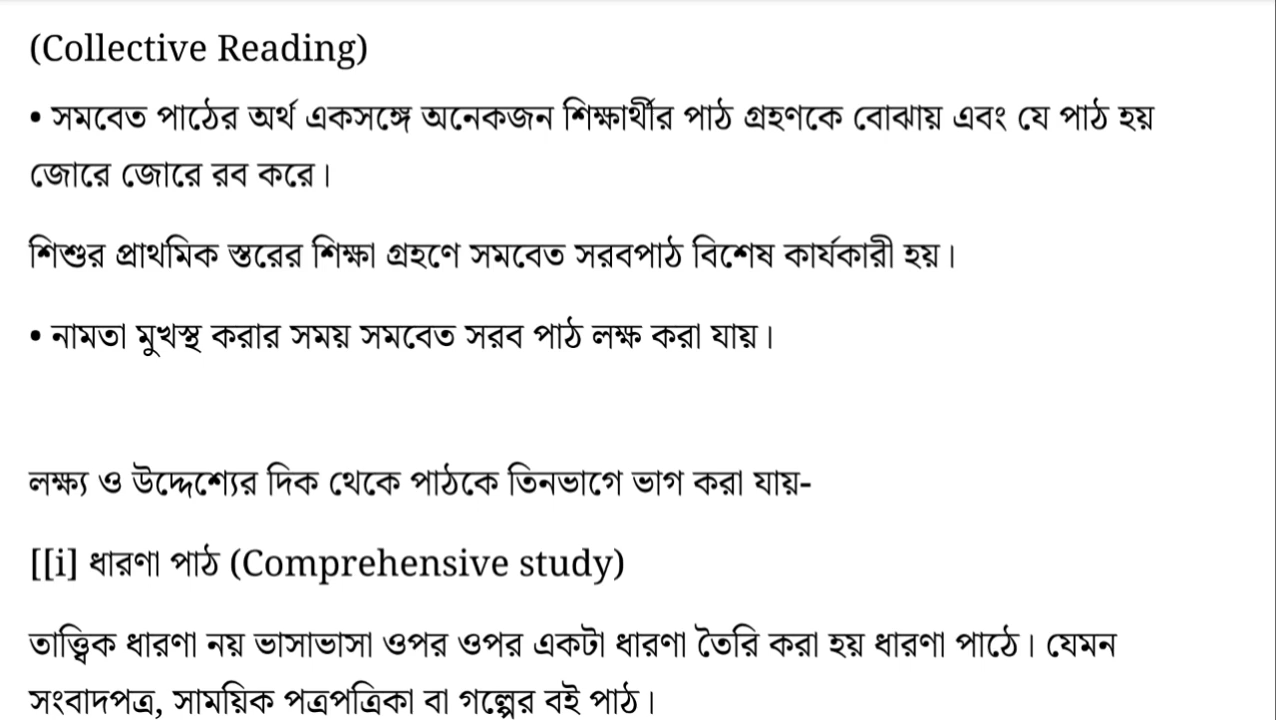 (Collective Reading)
• সমবেত পাঠের অর্থ একসঙ্গে অনেকজন শিক্ষার্থীর পাঠ গ্রহণকে বোঝায় এবং যে পাঠ হয়
জোরে জোরে রব করে।
শিশুর প্রাথমিক স্তরের শিক্ষা গ্রহণে সমবেত সরবপাঠ বিশেষ কার্যকারী হয়।
• নামতা মুখস্থ করার সময় সমবেত সরব পাঠ লক্ষ করা যায়।
লক্ষ্য ও উদ্দেশ্যের দিক থেকে পাঠকে তিনভাগে ভাগ করা যায়-
[[i] ধারণা পাঠ (Comprehensive study)
তাত্ত্বিক ধারণা নয় ভাসাভাসা ওপর ওপর একটা ধারণা তৈরি করা হয় ধারণা পাঠে। যেমন
সংবাদপত্র, সাময়িক পত্রপত্রিকা বা গল্পের বই পাঠ।